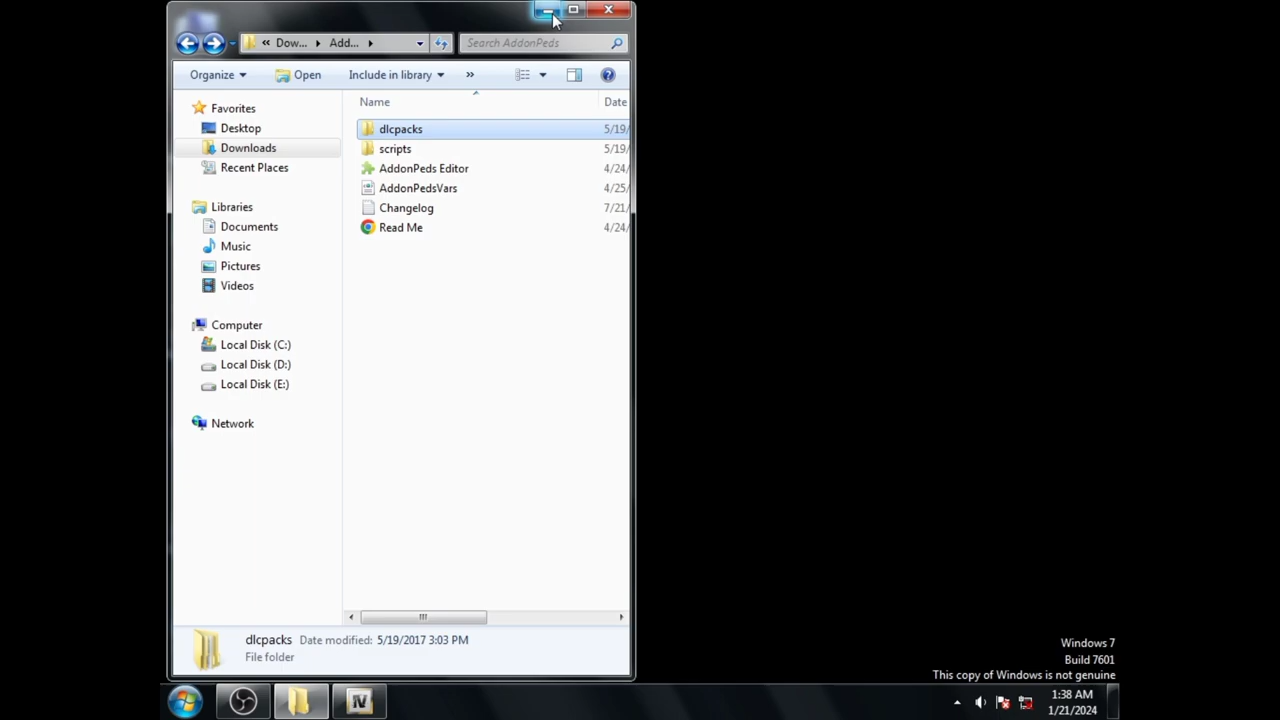 « Dow... Add...
Search AddonPeds
Organize Open Include in library »
Name Date
Favorites
Desktop
Downloads
Recent Places
Libraries
Documents
Music
Pictures
Videos
Computer
Local Disk (C:)
Local Disk (D:)
Local Disk (E:)
Network
dlcpacks 5/19/
scripts 5/19/
AddonPeds Editor 4/24/
AddonPedsVars 4/25/
Changelog 7/21/
Read Me 4/24/
dlcpacks Date modified: 5/19/2017 3:03 PM
File folder
Windows 7
Build 7601
This copy of Windows is not genuine
IV
1:38 AM
1/21/2024